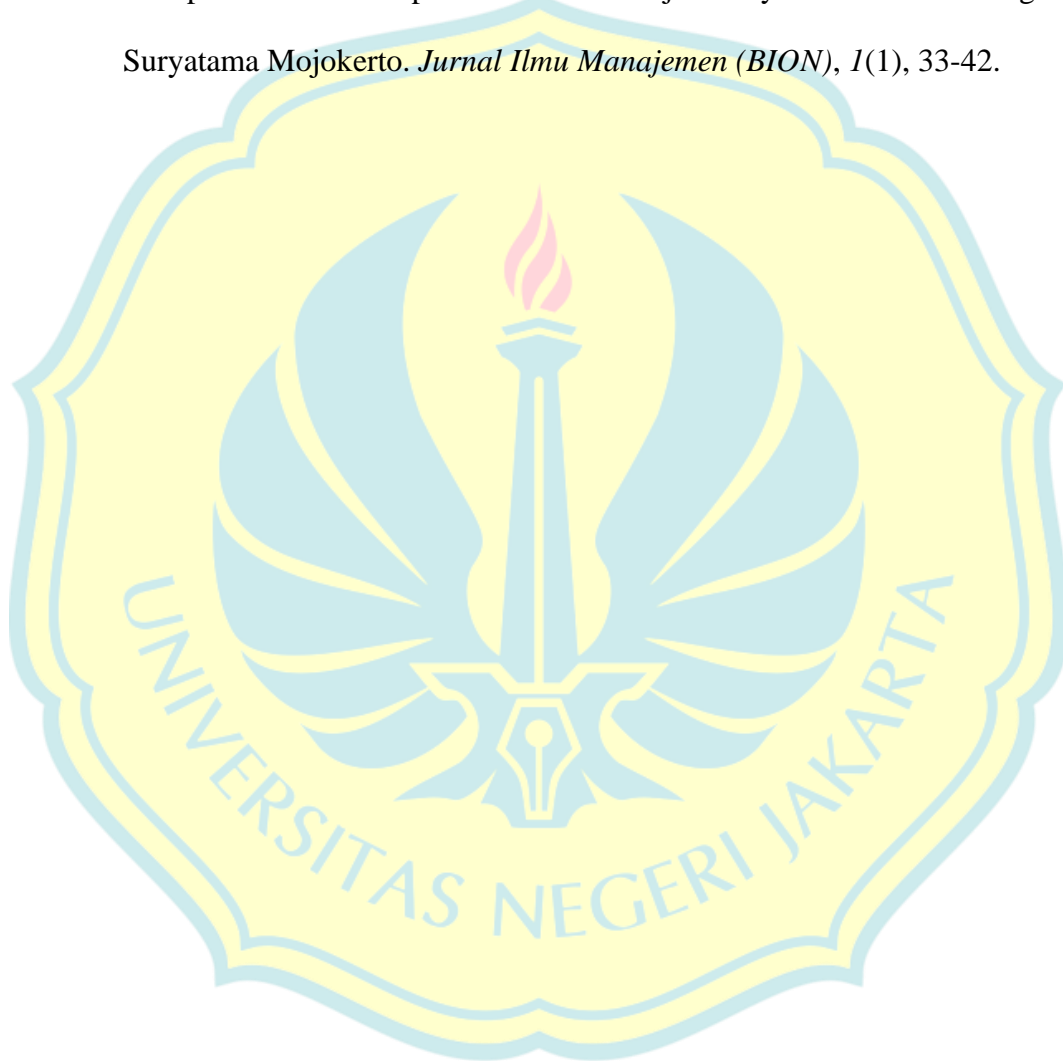 Suryatama Mojokerto. Jurnal Ilmu Manajemen (BION), 1(1), 33-42.
UNIVERSITAS NEGERI JAKARTA